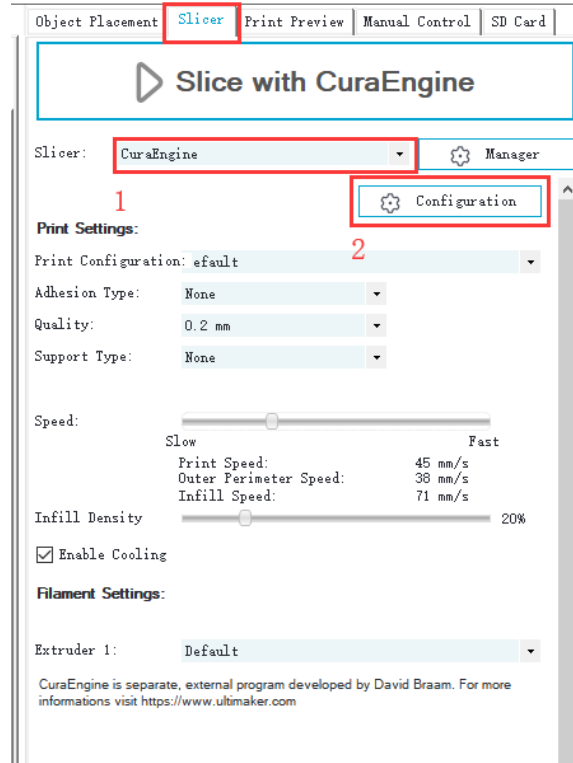 Object Placement Slicer Print Preview Manual Control SD Card
Slice with CuraEngine
Slicer: CuraEngine Manager
1 Configuration
Print Settings: 2
Print Configuration: efault
Adhesion Type: None
Quality: 0.2 mm
Support Type: None
Speed:
Slow Fast
Print Speed: 45 mm/s
Outer Perimeter Speed: 38 mm/s
Infill Speed: 71 mm/s
Infill Density 20%
Enable Cooling
Filament Settings:
Extruder 1: Default
CuraEngine is separate, external program developed by David Braam. For more
informations visit https://www.ultimaker.com